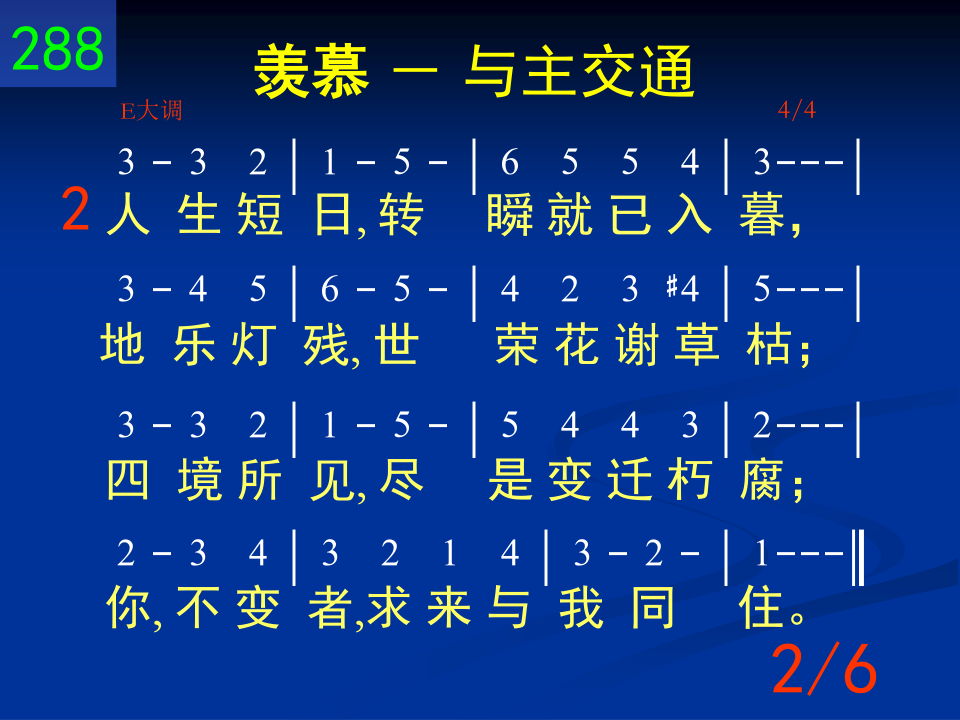 288
羡慕 － 与主交通
E大调 4/4
3 - 3 2 | 1 - 5 - | 6 5 5 4 | 3 - - - |
2 人 生 短 日, 转 瞬 就 已 入 暮,
3 - 4 5 | 6 - 5 - | 4 2 3 #4 | 5 - - - |
地 乐 灯 残, 世 荣 花 谢 草 枯；
3 - 3 2 | 1 - 5 - | 5 4 4 3 | 2 - - - |
四 境 所 见, 尽 是 变 迁 朽 腐；
2 - 3 4 | 3 2 1 4 | 3 - 2 - | 1 - - - ‖
你, 不 变 者, 求 来 与 我 同 住。
2/6